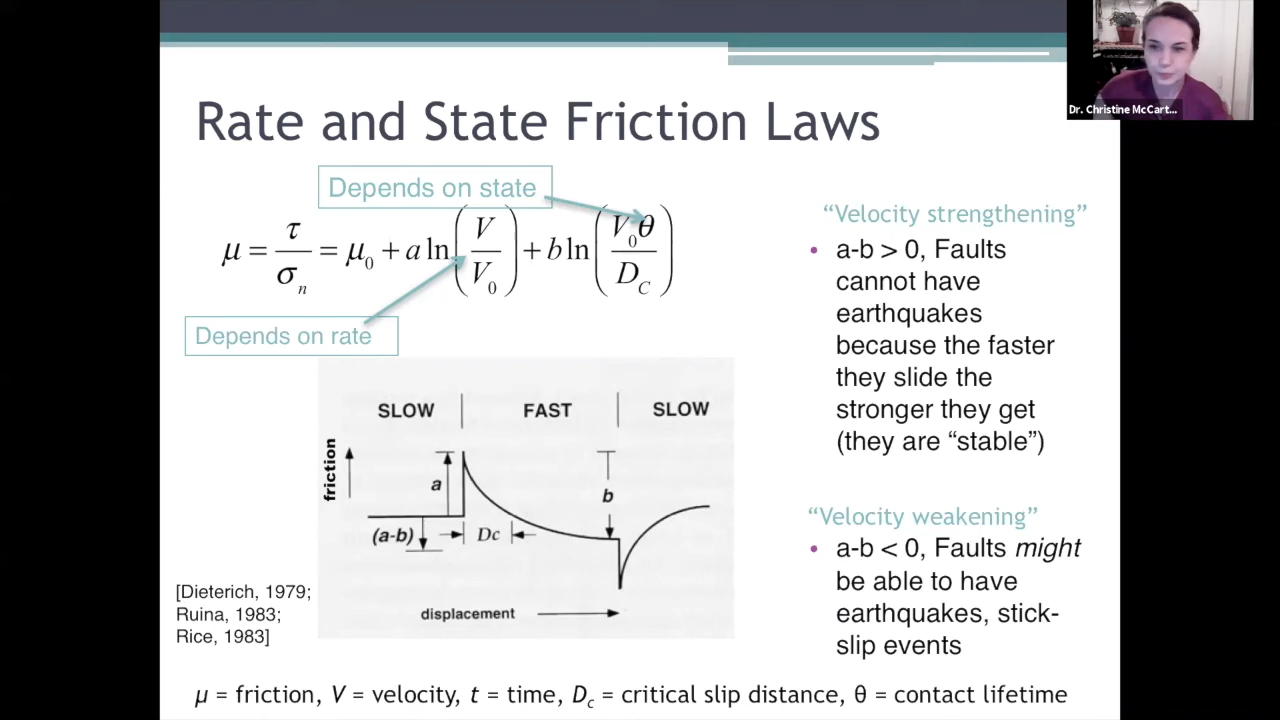 Dr. Christine McCart...
Rate and State Friction Laws
Depends on state
μ = τ/σn = μ0 + a ln(V/V0) + b ln(V0θ/DC)
Depends on rate
SLOW FAST SLOW
friction
a
b
(a-b)
Dc
displacement
[Dieterich, 1979;
Ruina, 1983;
Rice, 1983]
“Velocity strengthening”
• a-b > 0, Faults
cannot have
earthquakes
because the faster
they slide the
stronger they get
(they are “stable”)
“Velocity weakening”
• a-b < 0, Faults might
be able to have
earthquakes, stick-
slip events
μ = friction, V = velocity, t = time, Dc = critical slip distance, θ = contact lifetime